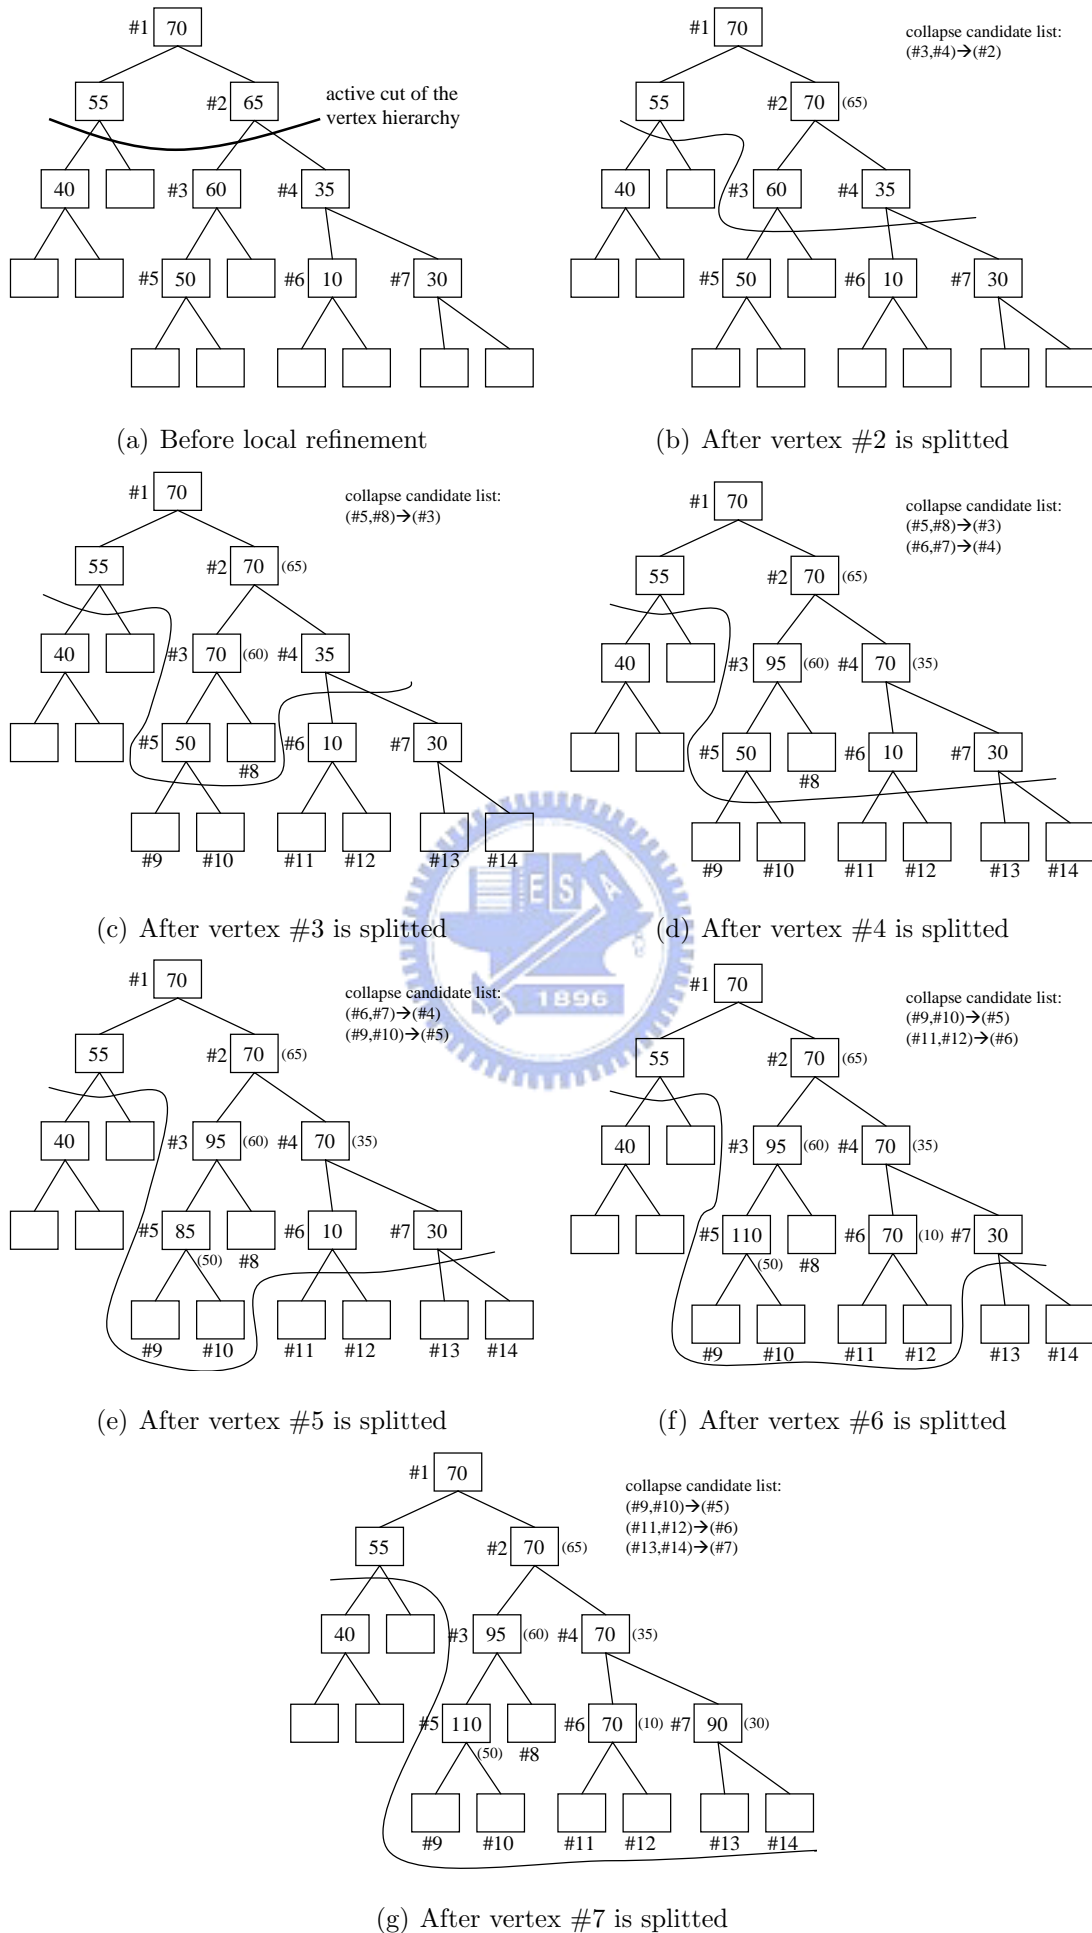 #1 70
55
#2 65
active cut of the
vertex hierarchy
40
#3 60
#4 35
#5 50
#6 10
#7 30
(a) Before local refinement
#1 70
collapse candidate list:
(#3,#4)→(#2)
55
#2 70 (65)
40
#3 60
#4 35
#5 50
#6 10
#7 30
(b) After vertex #2 is splitted
#1 70
collapse candidate list:
(#5,#8)→(#3)
55
#2 70 (65)
40
#3 70 (60)
#4 35
#5 50
#8
#6 10
#7 30
#9 #10 #11 #12 #13 #14
(c) After vertex #3 is splitted
#1 70
collapse candidate list:
(#5,#8)→(#3)
(#6,#7)→(#4)
55
#2 70 (65)
40
#3 95 (60)
#4 70 (35)
#5 50
#8
#6 10
#7 30
#9 #10 #11 #12 #13 #14
(d) After vertex #4 is splitted
E S A
1896
#1 70
collapse candidate list:
(#6,#7)→(#4)
(#9,#10)→(#5)
55
#2 70 (65)
40
#3 95 (60)
#4 70 (35)
#5 85 (50)
#8
#6 10
#7 30
#9 #10 #11 #12 #13 #14
(e) After vertex #5 is splitted
#1 70
collapse candidate list:
(#9,#10)→(#5)
(#11,#12)→(#6)
55
#2 70 (65)
40
#3 95 (60)
#4 70 (35)
#5 110 (50)
#8
#6 70 (10)
#7 30
#9 #10 #11 #12 #13 #14
(f) After vertex #6 is splitted
#1 70
collapse candidate list:
(#9,#10)→(#5)
(#11,#12)→(#6)
(#13,#14)→(#7)
55
#2 70 (65)
40
#3 95 (60)
#4 70 (35)
#5 110 (50)
#8
#6 70 (10)
#7 90 (30)
#9 #10 #11 #12 #13 #14
(g) After vertex #7 is splitted